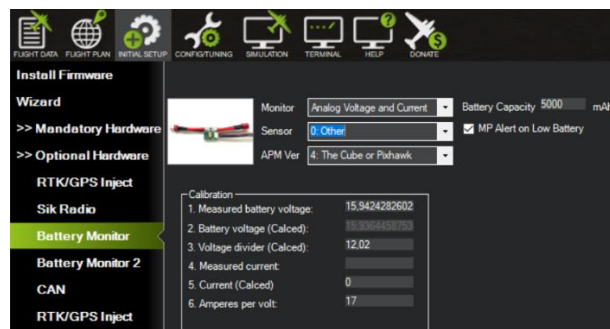 FLIGHT DATA FLIGHT PLAN INITIAL SETUP CONFIG/TUNING SIMULATION TERMINAL HELP DONATE
Install Firmware
Wizard
>> Mandatory Hardware
>> Optional Hardware
RTK/GPS Inject
Sik Radio
Battery Monitor
Battery Monitor 2
CAN
RTK/GPS Inject
Monitor Analog Voltage and Current Battery Capacity 5000 mAh
Sensor 0: Other MP Alert on Low Battery
APM Ver 4: The Cube or Pixhawk
Calibration
1. Measured battery voltage: 15,9424282602
2. Battery voltage (Calced): 15,9364458753
3. Voltage divider (Calced): 12,02
4. Measured current:
5. Current (Calced) 0
6. Amperes per volt: 17